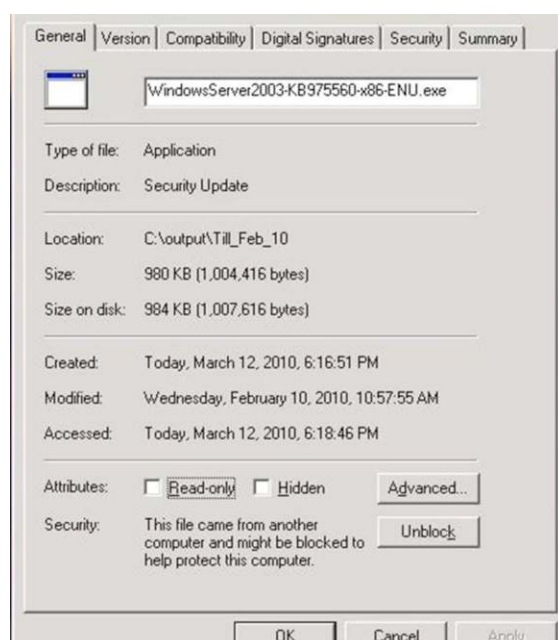 General Version Compatibility Digital Signatures Security Summary
WindowsServer2003-KB975560-x86-ENU.exe
Type of file: Application
Description: Security Update
Location: C:\output\Till_Feb_10
Size: 980 KB (1,004,416 bytes)
Size on disk: 984 KB (1,007,616 bytes)
Created: Today, March 12, 2010, 6:16:51 PM
Modified: Wednesday, February 10, 2010, 10:57:55 AM
Accessed: Today, March 12, 2010, 6:18:46 PM
Attributes: Read-only Hidden Advanced...
Security: This file came from another
computer and might be blocked to
help protect this computer.
Unblock
OK Cancel Apply